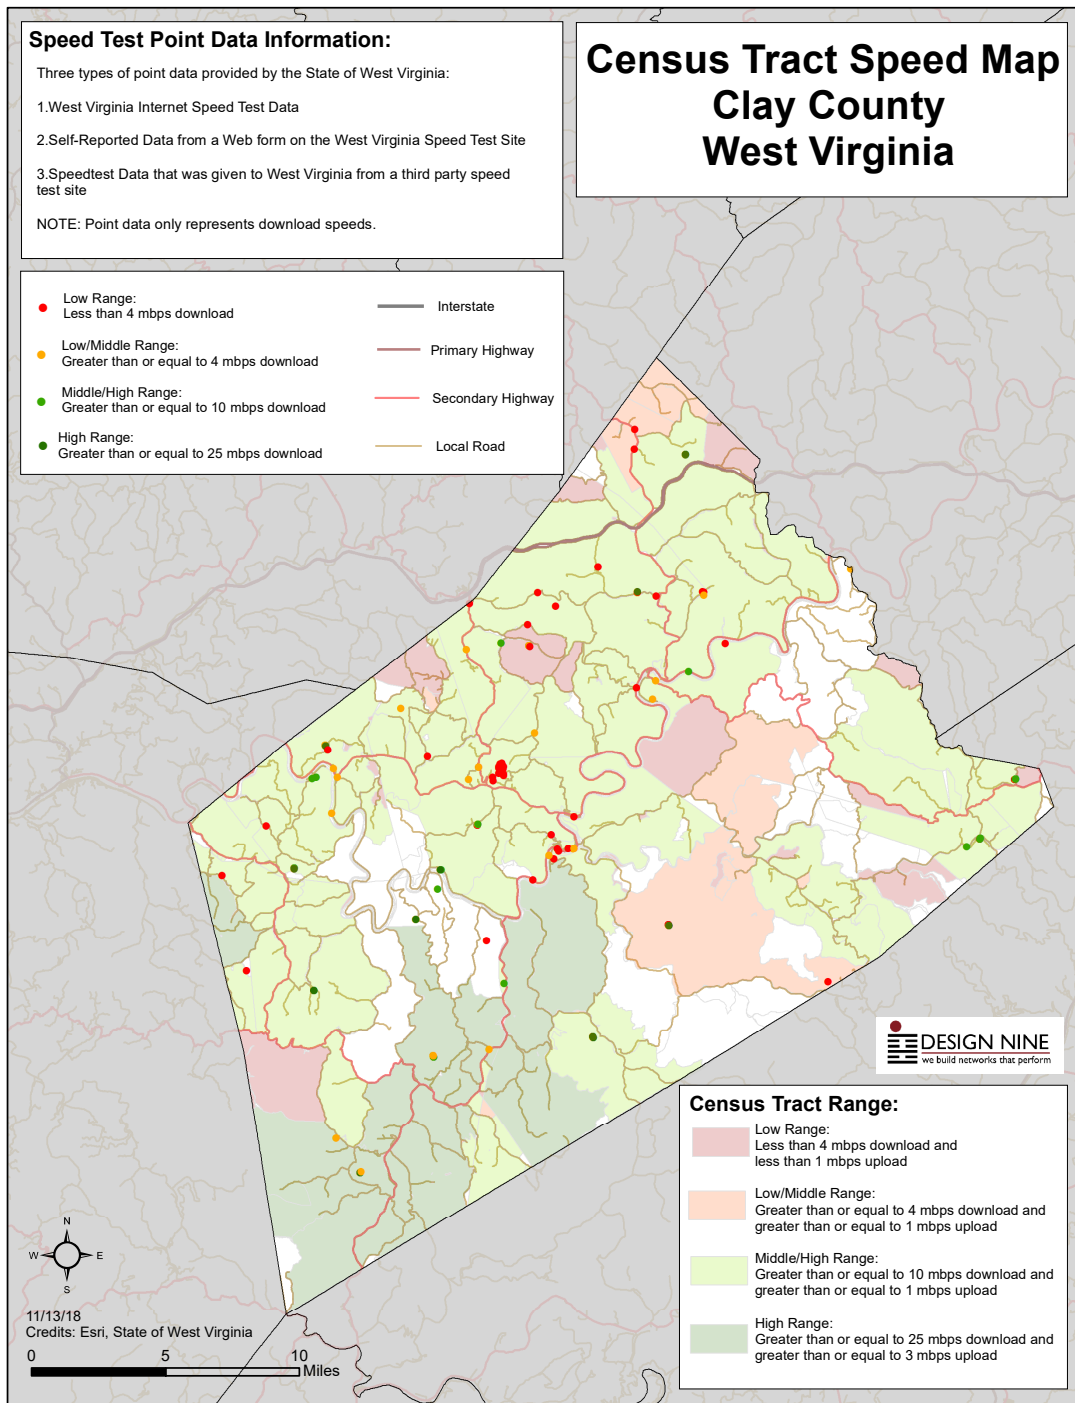 Speed Test Point Data Information:
Three types of point data provided by the State of West Virginia:
1.West Virginia Internet Speed Test Data
2.Self-Reported Data from a Web form on the West Virginia Speed Test Site
3.Speedtest Data that was given to West Virginia from a third party speed
test site
NOTE: Point data only represents download speeds.
Census Tract Speed Map
Clay County
West Virginia
Low Range:
Less than 4 mbps download
Low/Middle Range:
Greater than or equal to 4 mbps download
Middle/High Range:
Greater than or equal to 10 mbps download
High Range:
Greater than or equal to 25 mbps download
Interstate
Primary Highway
Secondary Highway
Local Road
DESIGN NINE
we build networks that perform
Census Tract Range:
Low Range:
Less than 4 mbps download and
less than 1 mbps upload
Low/Middle Range:
Greater than or equal to 4 mbps download and
greater than or equal to 1 mbps upload
Middle/High Range:
Greater than or equal to 10 mbps download and
greater than or equal to 1 mbps upload
High Range:
Greater than or equal to 25 mbps download and
greater than or equal to 3 mbps upload
N
W E
S
11/13/18
Credits: Esri, State of West Virginia
0 5 10
Miles